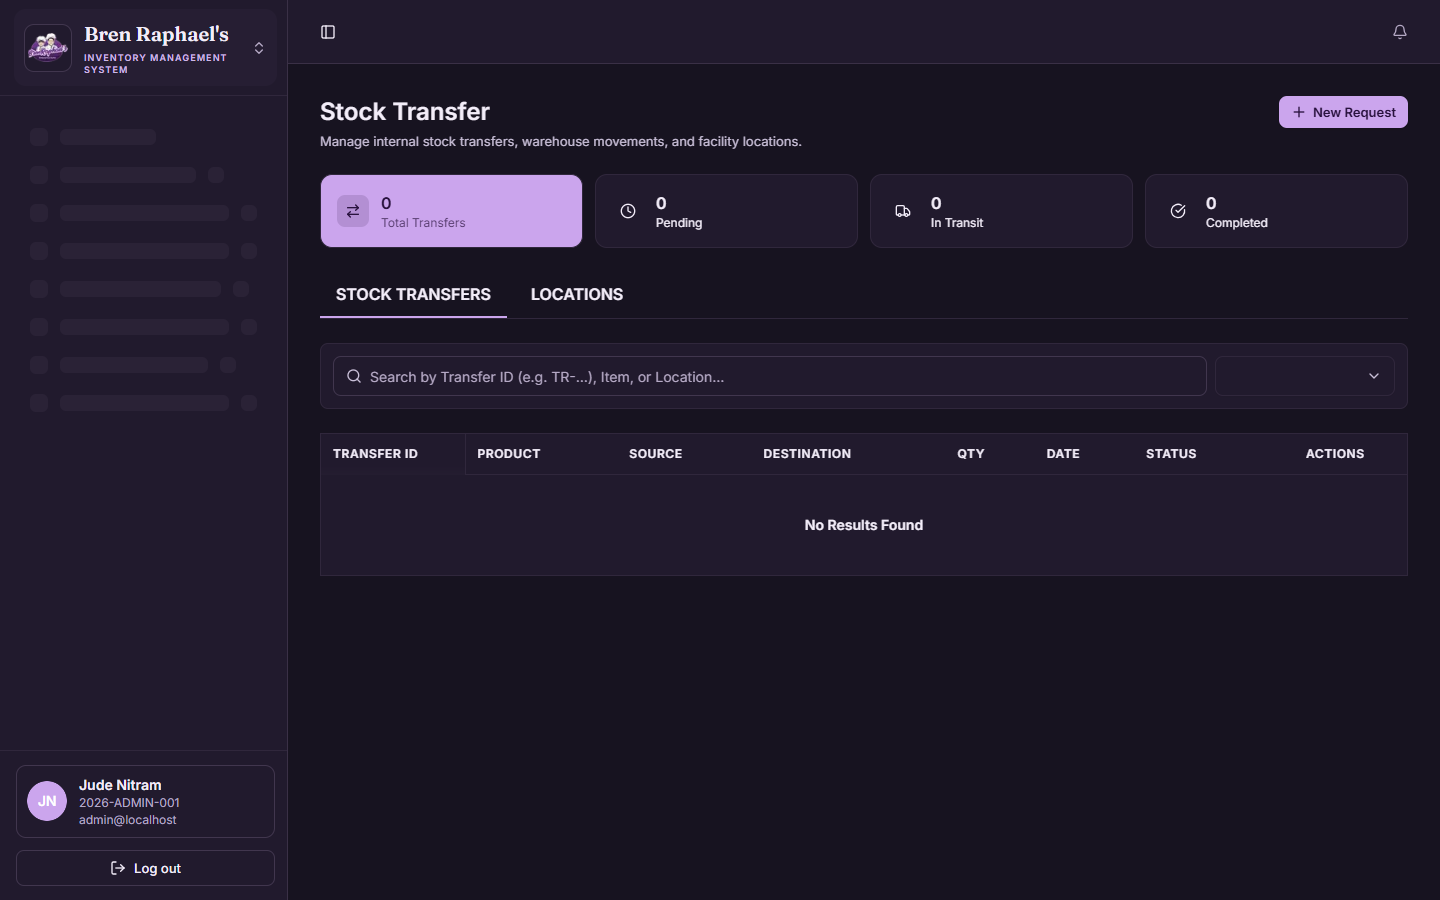 Bren Raphael's
INVENTORY MANAGEMENT
SYSTEM
Stock Transfer
Manage internal stock transfers, warehouse movements, and facility locations.
New Request
0
Total Transfers
0
Pending
0
In Transit
0
Completed
STOCK TRANSFERS
LOCATIONS
Search by Transfer ID (e.g. TR-...), Item, or Location...
TRANSFER ID PRODUCT SOURCE DESTINATION QTY DATE STATUS ACTIONS
No Results Found
JN
Jude Nitram
2026-ADMIN-001
admin@localhost
Log out